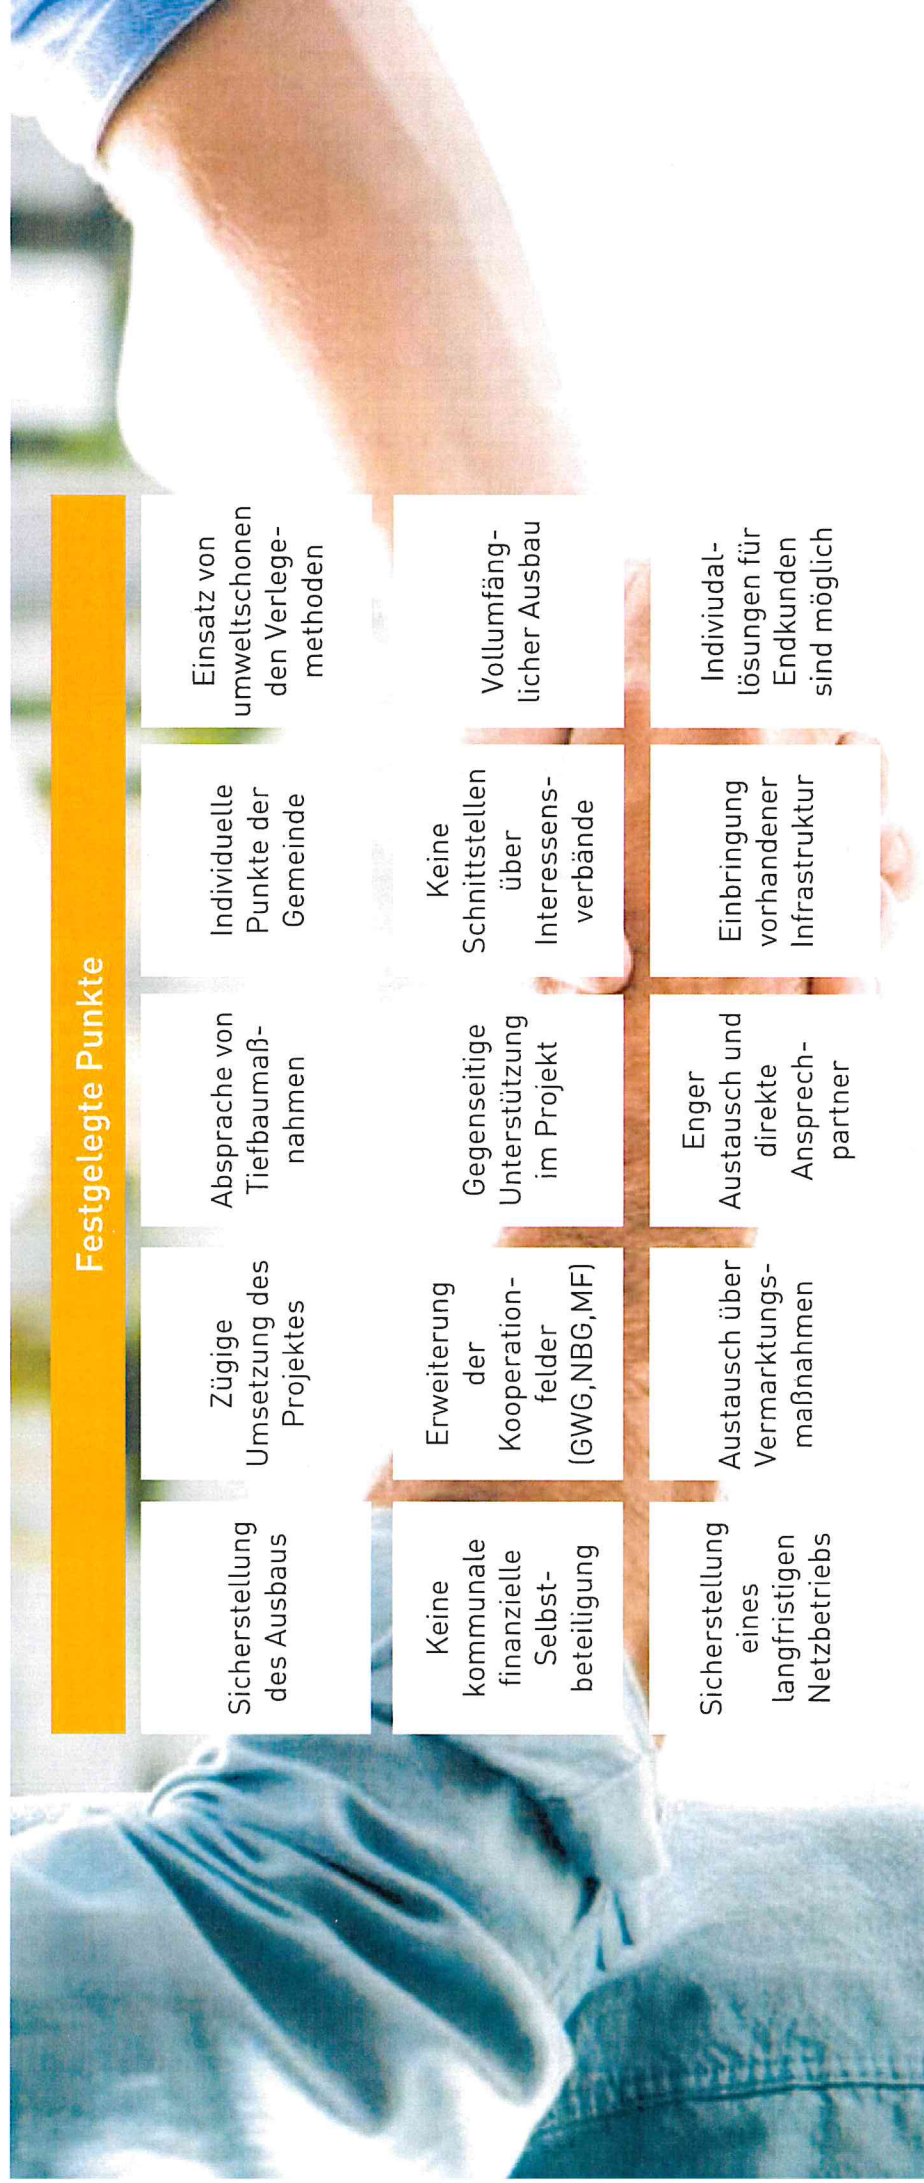 Festgelegte Punkte
Sicherstellung
des Ausbaus
Zügige
Umsetzung des
Projektes
Absprache von
Tiefbaumaß-
nahmen
Individuelle
Punkte der
Gemeinde
Einsatz von
umweltschonen
den Verlege-
methoden
Keine
kommunale
finanzielle
Selbst-
beteiligung
Erweiterung
der
Kooperation-
felder
(GWG,NBG,MF)
Gegenseitige
Unterstützung
im Projekt
Keine
Schnittstellen
über
Interessens-
verbände
Vollumfäng-
licher Ausbau
Sicherstellung
eines
langfristigen
Netzbetriebs
Austausch über
Vermarktungs-
maßnahmen
Enger
Austausch und
direkte
Ansprech-
partner
Einbringung
vorhandener
Infrastruktur
Indiviudal-
lösungen für
Endkunden
sind möglich